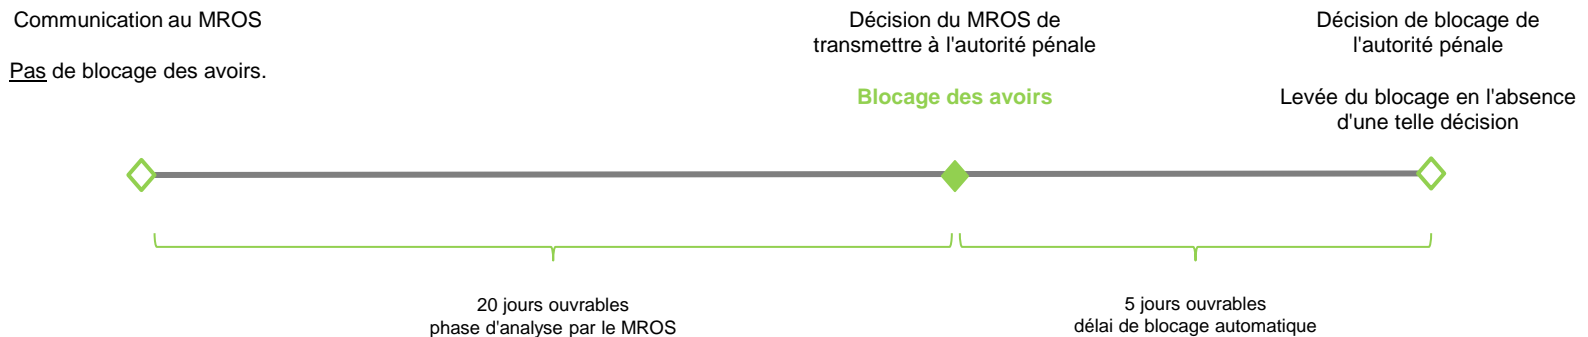 Communication au MROS
Pas de blocage des avoirs.
Décision du MROS de
transmettre à l'autorité pénale
Blocage des avoirs
Décision de blocage de
l'autorité pénale
Levée du blocage en l'absence
d'une telle décision
20 jours ouvrables
phase d'analyse par le MROS
5 jours ouvrables
délai de blocage automatique